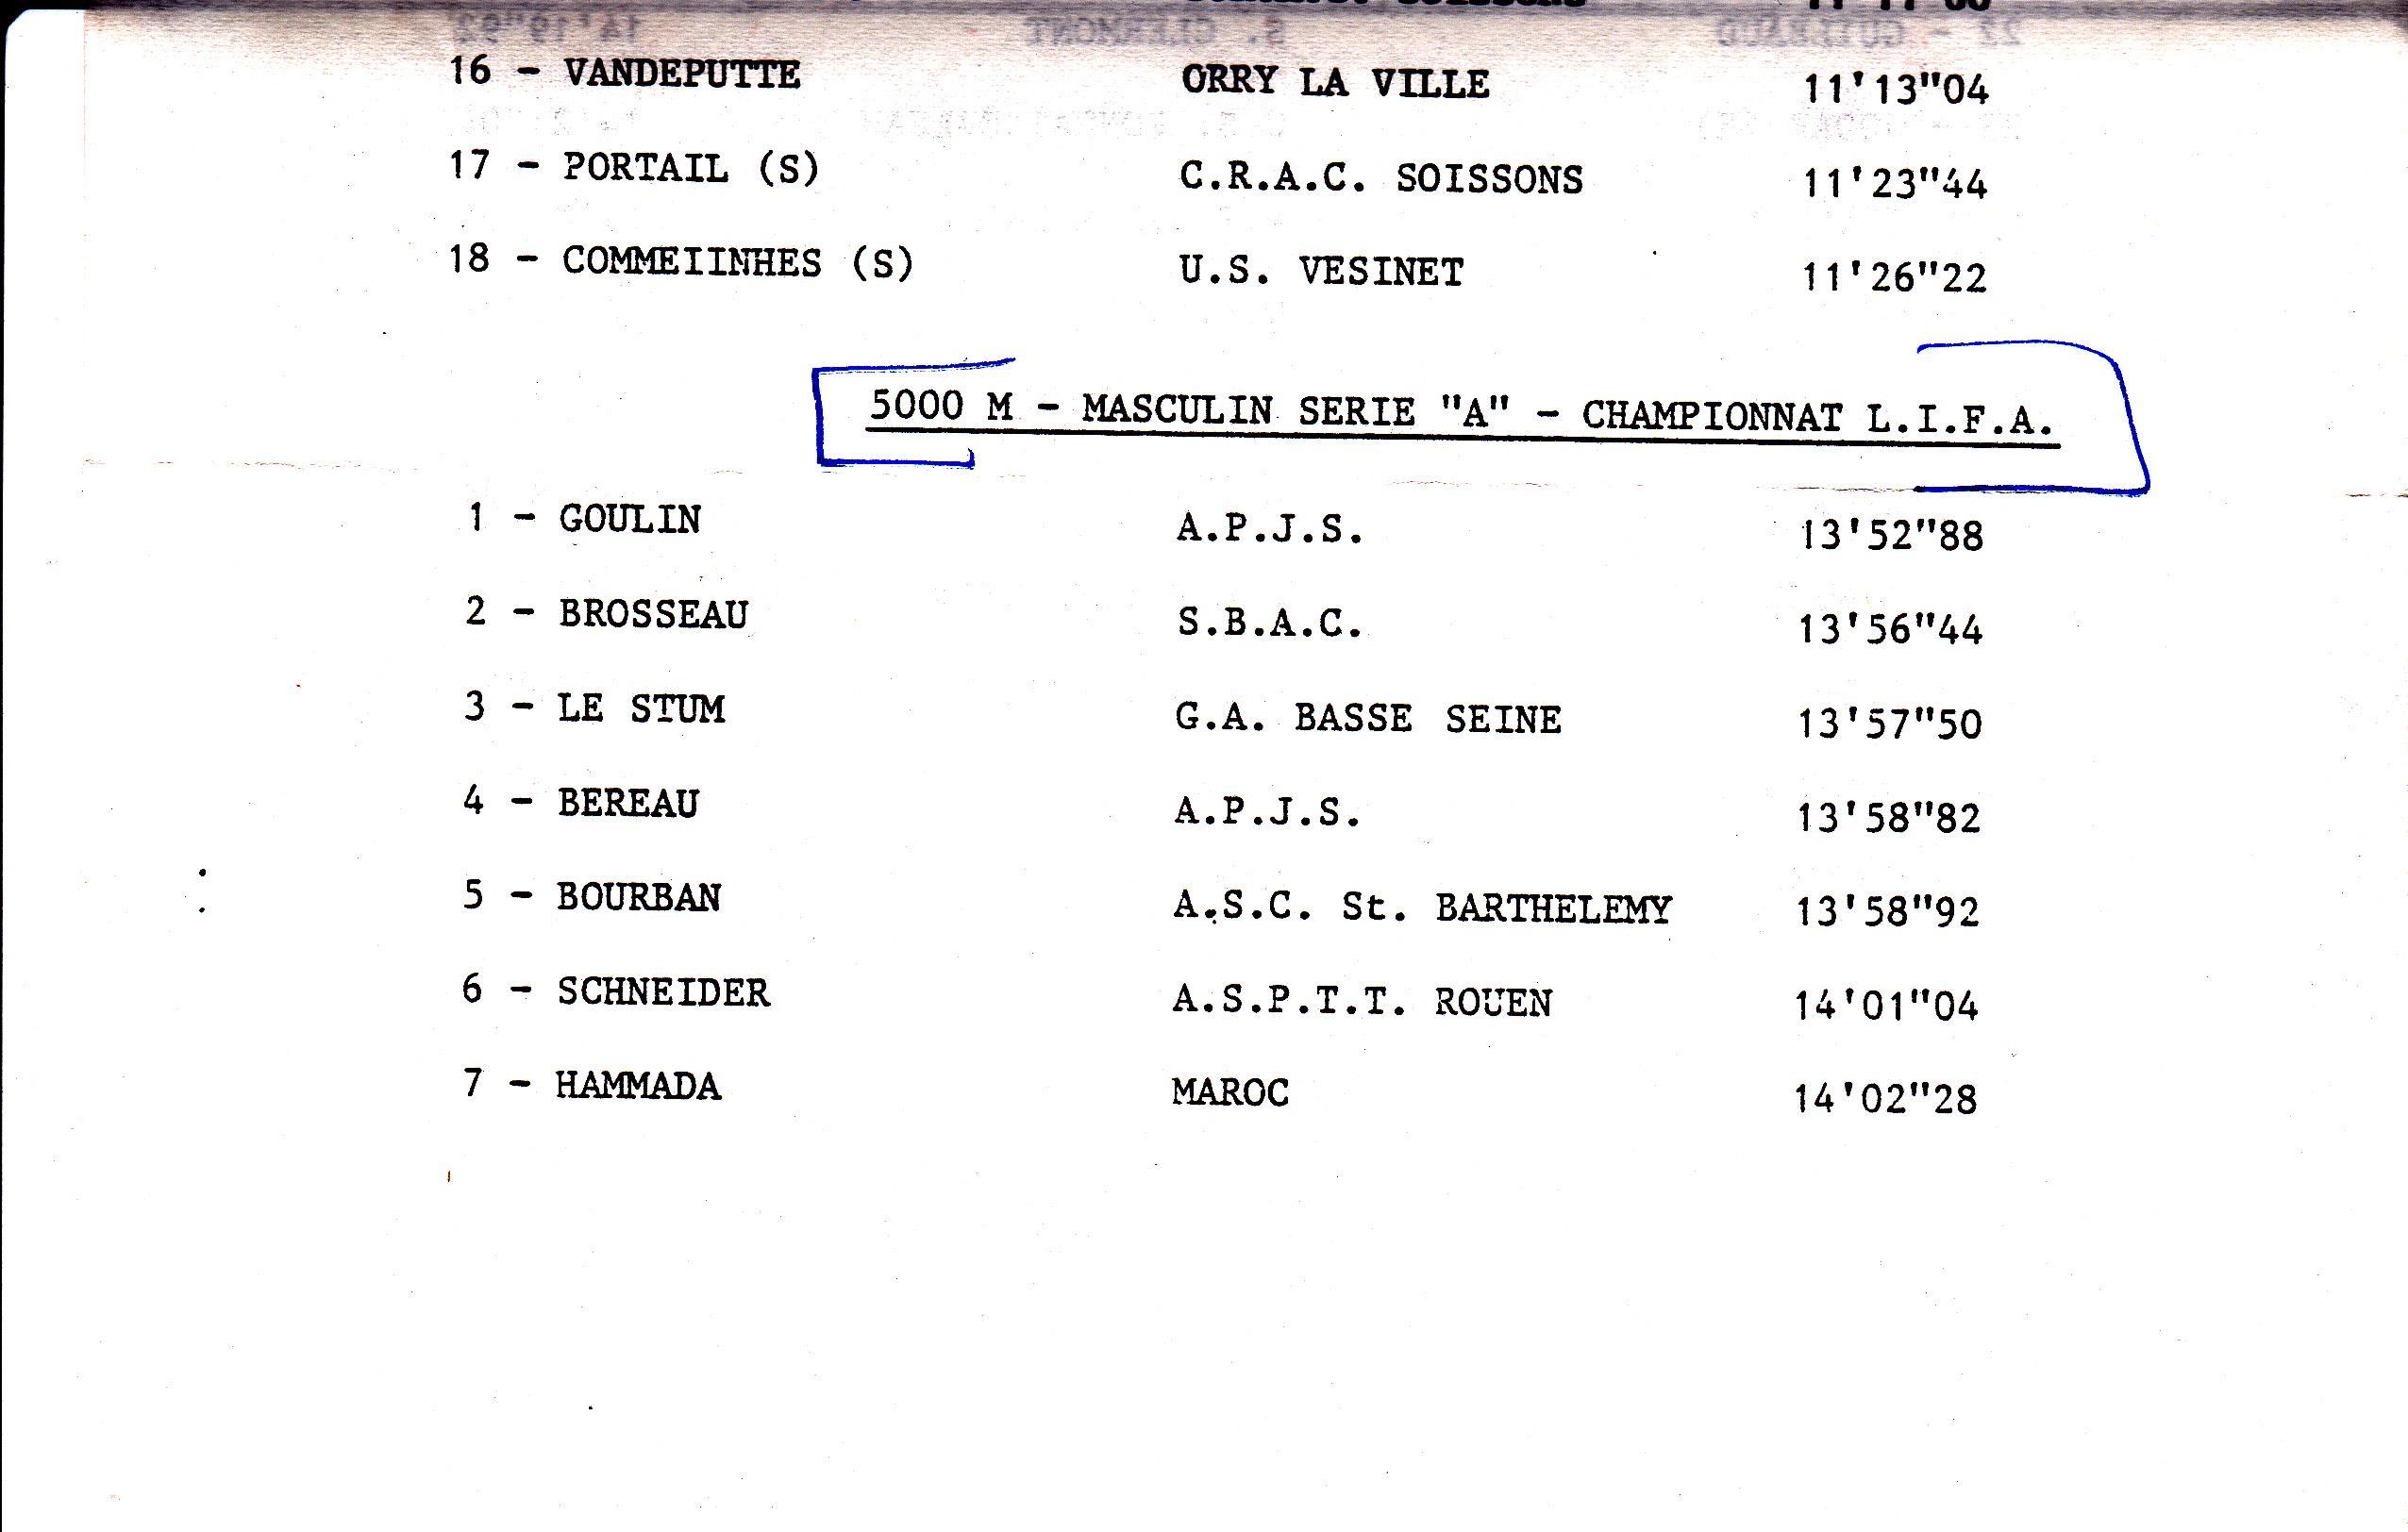 16 - VANDEPUTTE ORRY LA VILLE 11'13"04
17 - PORTAIL (S) C.R.A.C. SOISSONS 11'23"44
18 - COMMEIINHES (S) U.S. VESINET 11'26"22
5000 M - MASCULIN SERIE "A" - CHAMPIONNAT L.I.F.A.
1 - GOULIN A.P.J.S. 13'52"88
2 - BROSSEAU S.B.A.C. 13'56"44
3 - LE STUM G.A. BASSE SEINE 13'57"50
4 - BEREAU A.P.J.S. 13'58"82
5 - BOURBAN A.S.C. St. BARTHELEMY 13'58"92
6 - SCHNEIDER A.S.P.T.T. ROUEN 14'01"04
7 - HAMMADA MAROC 14'02"28